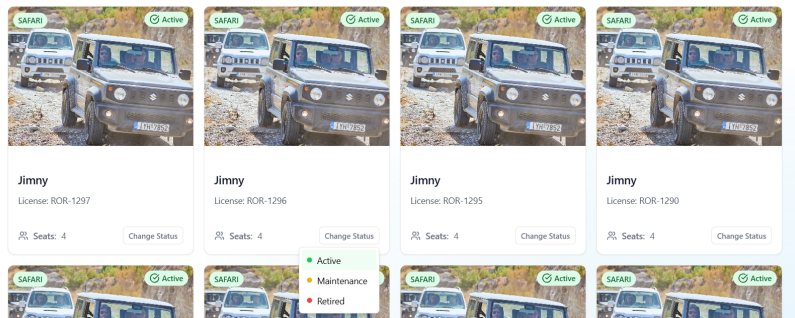 SAFARI
Active
SAFARI
Active
SAFARI
Active
SAFARI
Active
Jimny
License: ROR-1297
Seats: 4
Change Status
Jimny
License: ROR-1296
Seats: 4
Change Status
Jimny
License: ROR-1295
Seats: 4
Change Status
Jimny
License: ROR-1290
Seats: 4
Change Status
Active
Maintenance
Retired
SAFARI
Active
SAFARI
SAFARI
Active
SAFARI
Active